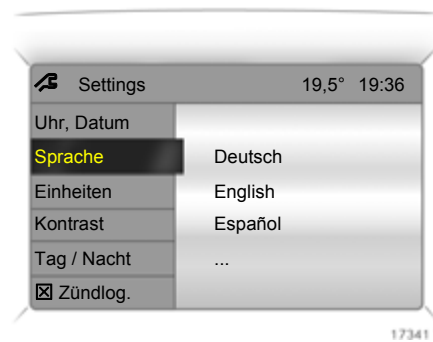 Settings 19,5° 19:36
Uhr, Datum
Sprache Deutsch
Einheiten English
Kontrast Español
Tag / Nacht ...
Zündlog.
17341